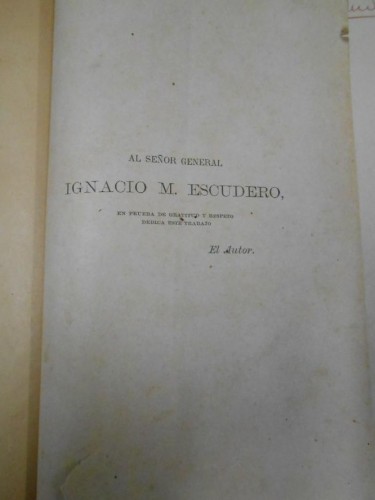 AL SEÑOR GENERAL
IGNACIO M. ESCUDERO,
EN PRUEBA DE GRATITUD Y RESPETO
DEDICA ESTE TRABAJO
El Autor.